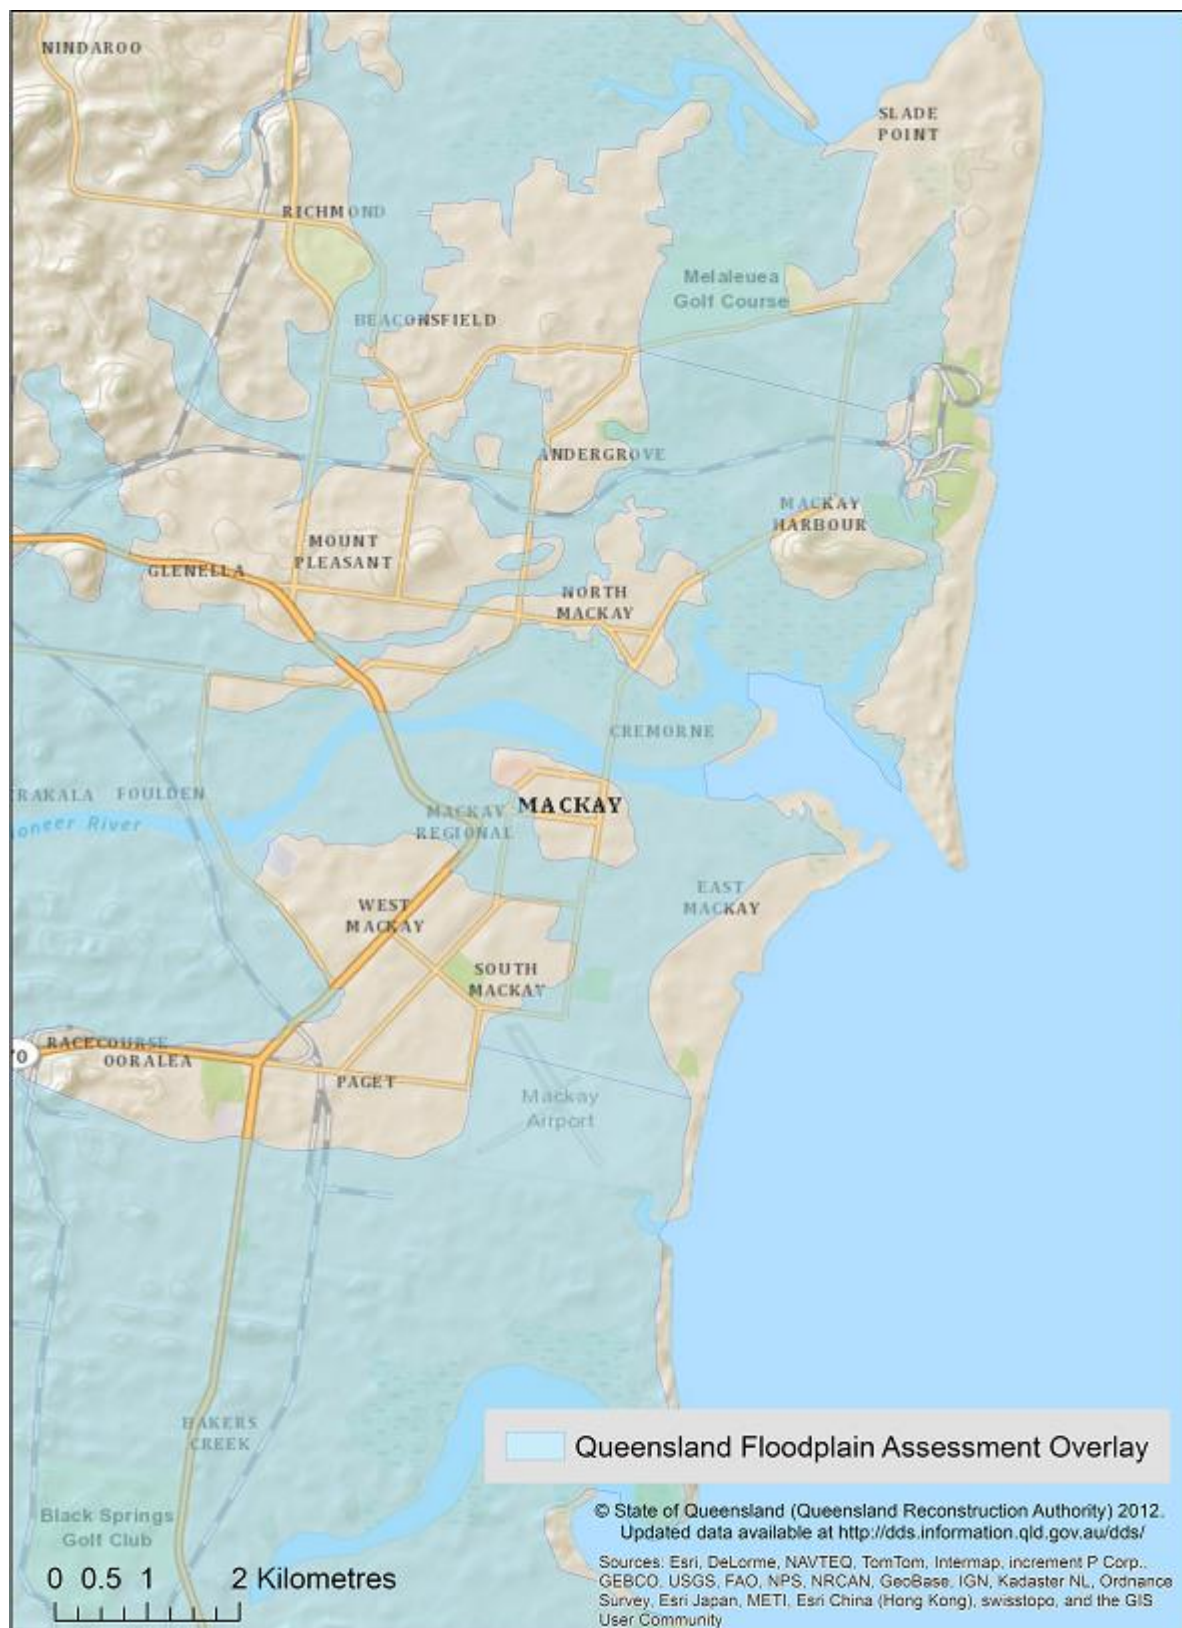 NINDAROO
SLADE
POINT
RICHMOND
Melaleuea
Golf Course
BEACONSFIELD
ANDERGROVE
MACKAY
HARBOUR
MOUNT
PLEASANT
GLENELLA
NORTH
MACKAY
CREMORNE
RAKALA
FOULDEN
MACKAY
MACKAY
REGIONAL
oneer River
EAST
MACKAY
WEST
MACKAY
SOUTH
MACKAY
RACECOURSE
70
OORALEA
PAGET
Mackay
Airport
BAKERS
CREEK
Queensland Floodplain Assessment Overlay
Black Springs
Golf Club
© State of Queensland (Queensland Reconstruction Authority) 2012.
Updated data available at http://dds.information.qld.gov.au/dds/
0 0.5 1 2 Kilometres
Sources: Esri, DeLorme, NAVTEQ, TomTom, Intermap, increment P Corp.,
GEBCO, USGS, FAO, NPS, NRCAN, GeoBase, IGN, Kadaster NL, Ordnance
Survey, Esri Japan, METI, Esri China (Hong Kong), swisstopo, and the GIS
User Community